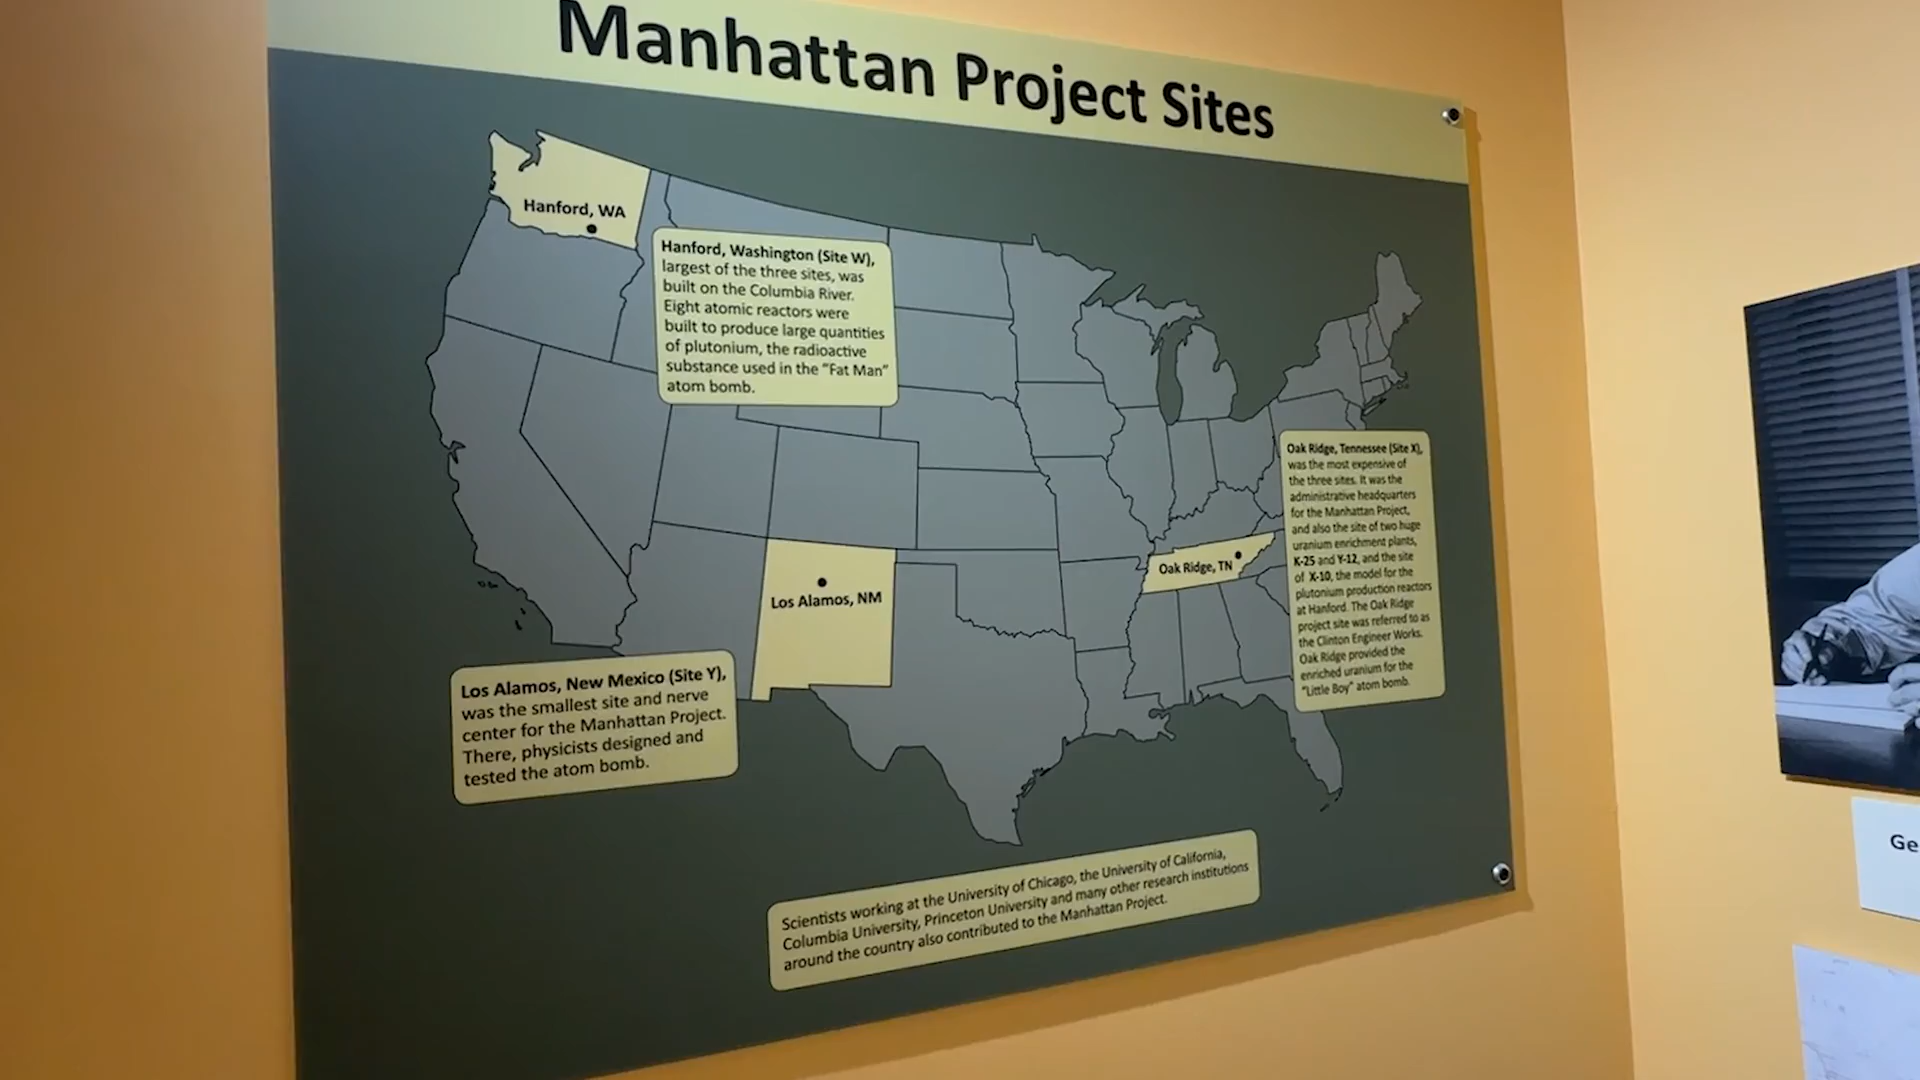 Manhattan Project Sites
Hanford, WA
Hanford, Washington (Site W),
largest of the three sites, was
built on the Columbia River.
Eight atomic reactors were
built to produce large quantities
of plutonium, the radioactive
substance used in the “Fat Man”
atom bomb.
Oak Ridge, Tennessee (Site X),
was the most expensive of
the three sites. It was the
administrative headquarters
for the Manhattan Project,
and also the site of two huge
uranium enrichment plants,
K-25 and Y-12, and the site
of X-10, the model for the
plutonium production reactors
at Hanford. The Oak Ridge
project site was referred to as
the Clinton Engineer Works.
Oak Ridge provided the
enriched uranium for the
“Little Boy” atom bomb.
Oak Ridge, TN
Los Alamos, NM
Los Alamos, New Mexico (Site Y),
was the smallest site and nerve
center for the Manhattan Project.
There, physicists designed and
tested the atom bomb.
Scientists working at the University of Chicago, the University of California,
Columbia University, Princeton University and many other research institutions
around the country also contributed to the Manhattan Project.
Ge